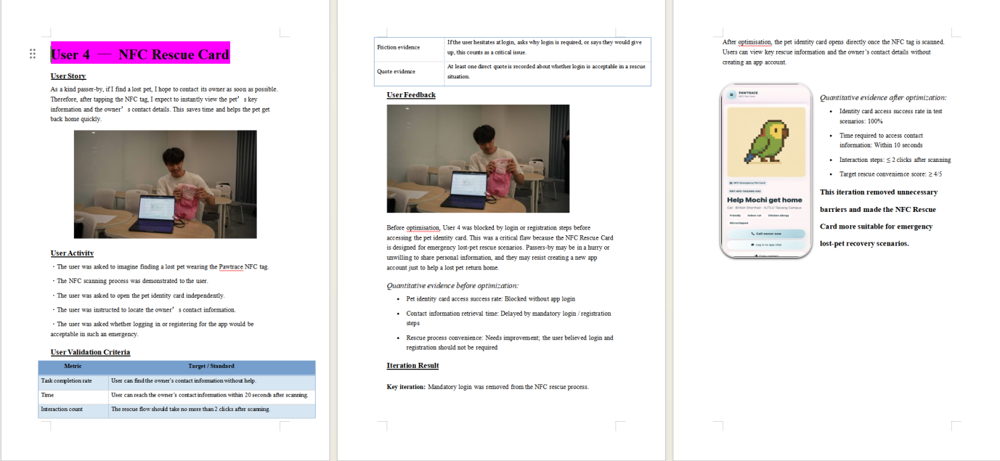 User 4 — NFC Rescue Card
User Story
As a kind passer-by, if I find a lost pet, I hope to contact its owner as soon as possible.
Therefore, after tapping the NFC tag, I expect to instantly view the pet’s key
information and the owner’s contact details. This saves time and helps the pet get
back home quickly.
User Activity
· The user was asked to imagine finding a lost pet wearing the Pawtrace NFC tag.
· The NFC scanning process was demonstrated to the user.
· The user was asked to open the pet identity card independently.
· The user was instructed to locate the owner’s contact information.
· The user was asked whether logging in or registering for the app would be
acceptable in such an emergency.
User Validation Criteria
Metric Target / Standard
Task completion rate User can find the owner’s contact information without help.
Time User can reach the owner’s contact information within 20 seconds after scanning.
Interaction count The rescue flow should take no more than 2 clicks after scanning.
Friction evidence If the user hesitates at login, asks why login is required, or says they would give
up, this counts as a critical issue.
Quote evidence At least one direct quote is recorded about whether login is acceptable in a rescue
situation.
User Feedback
Before optimisation, User 4 was blocked by login or registration steps before
accessing the pet identity card. This was a critical flaw because the NFC Rescue Card
is designed for emergency lost-pet rescue scenarios. Passers-by may be in a hurry or
unwilling to share personal information, and they may resist creating a new app
account just to help a lost pet return home.
Quantitative evidence before optimization:
• Pet identity card access success rate: Blocked without app login
• Contact information retrieval time: Delayed by mandatory login / registration
steps
• Rescue process convenience: Needs improvement; the user believed login and
registration should not be required
Iteration Result
Key iteration: Mandatory login was removed from the NFC rescue process.
After optimisation, the pet identity card opens directly once the NFC tag is scanned.
Users can view key rescue information and the owner’s contact details without
creating an app account.
PAWTRACE
NFC Pet Card
NFC Emergency Pet Card
Help Mochi get home
Cat · British Shorthair · XJTLU Taicang Campus
Friendly Indoor cat Chicken allergy
Microchipped
Call owner now
Log in to app chat
Copy contact
Quantitative evidence after optimization:
• Identity card access success rate in test
scenarios: 100%
• Time required to access contact
information: Within 10 seconds
• Interaction steps: ≤ 2 clicks after scanning
• Target rescue convenience score: ≥ 4/5
This iteration removed unnecessary
barriers and made the NFC Rescue
Card more suitable for emergency
lost-pet recovery scenarios.